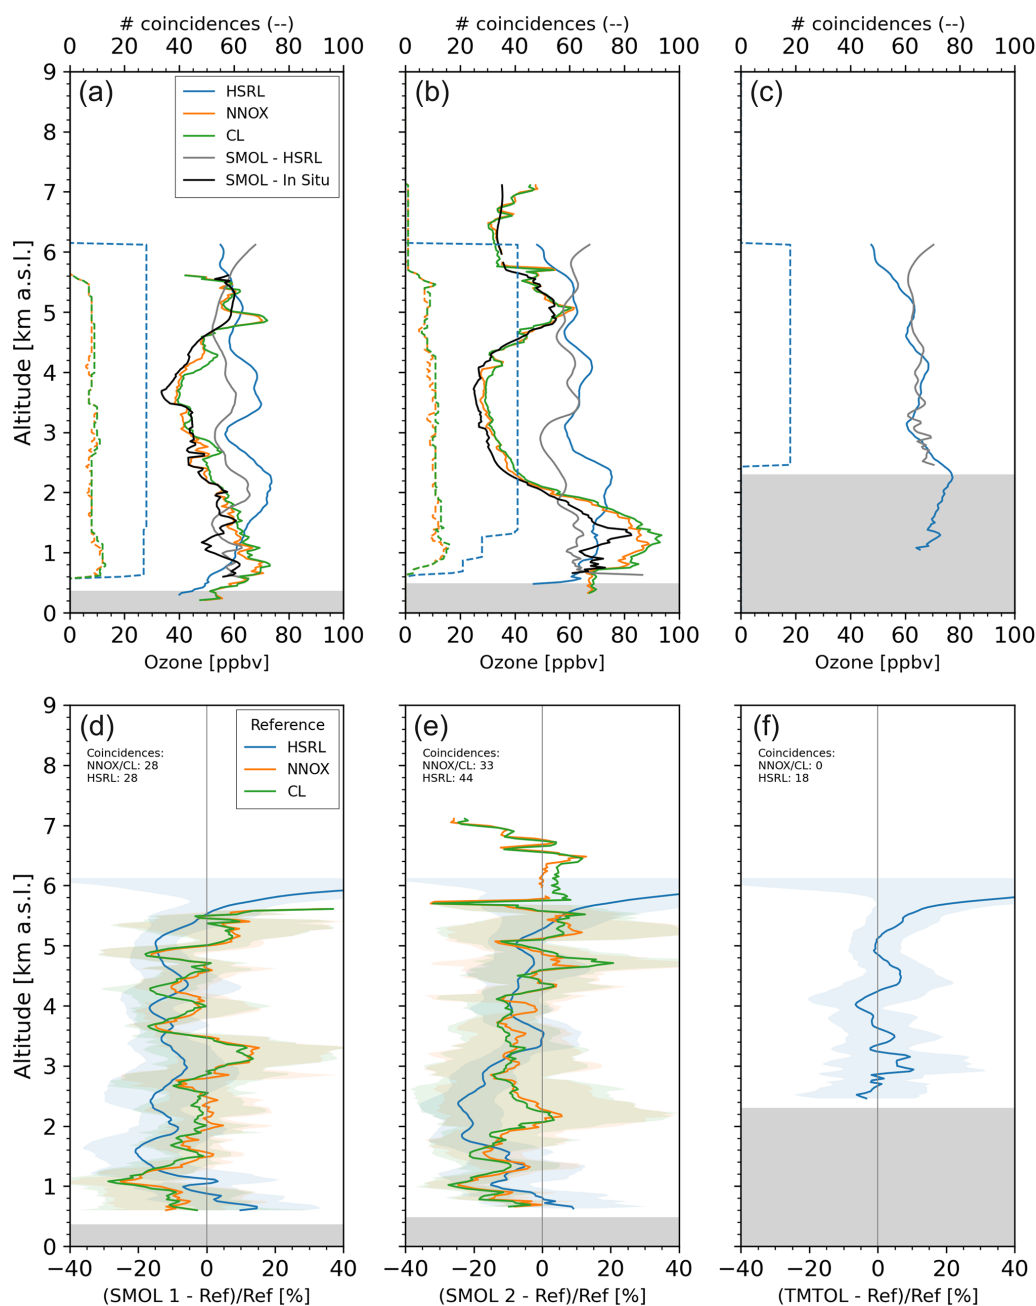 # coincidences (--)
# coincidences (--)
# coincidences (--)
0 20 40 60 80 100
0 20 40 60 80 100
0 20 40 60 80 100
Altitude [km a.s.l.]
9
8
7
6
5
4
3
2
1
0
(a)
HSRL
NNOX
CL
SMOL - HSRL
SMOL - In Situ
(b)
(c)
0 20 40 60 80 100
0 20 40 60 80 100
0 20 40 60 80 100
Ozone [ppbv]
Ozone [ppbv]
Ozone [ppbv]
Altitude [km a.s.l.]
9
8
7
6
5
4
3
2
1
0
(d)
Coincidences:
NNOX/CL: 28
HSRL: 28
Reference
HSRL
NNOX
CL
(e)
Coincidences:
NNOX/CL: 33
HSRL: 44
(f)
Coincidences:
NNOX/CL: 0
HSRL: 18
−40 −20 0 20 40
−40 −20 0 20 40
−40 −20 0 20 40
(SMOL 1 - Ref)/Ref [%]
(SMOL 2 - Ref)/Ref [%]
(TMTOL - Ref)/Ref [%]